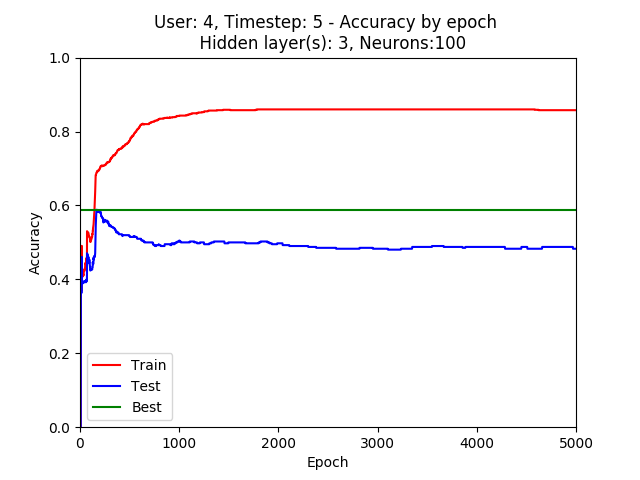 User: 4, Timestep: 5 - Accuracy by epoch
Hidden layer(s): 3, Neurons:100
1.0
0.8
0.6
0.4
0.2
0.0
Accuracy
Train
Test
Best
0 1000 2000 3000 4000 5000
Epoch